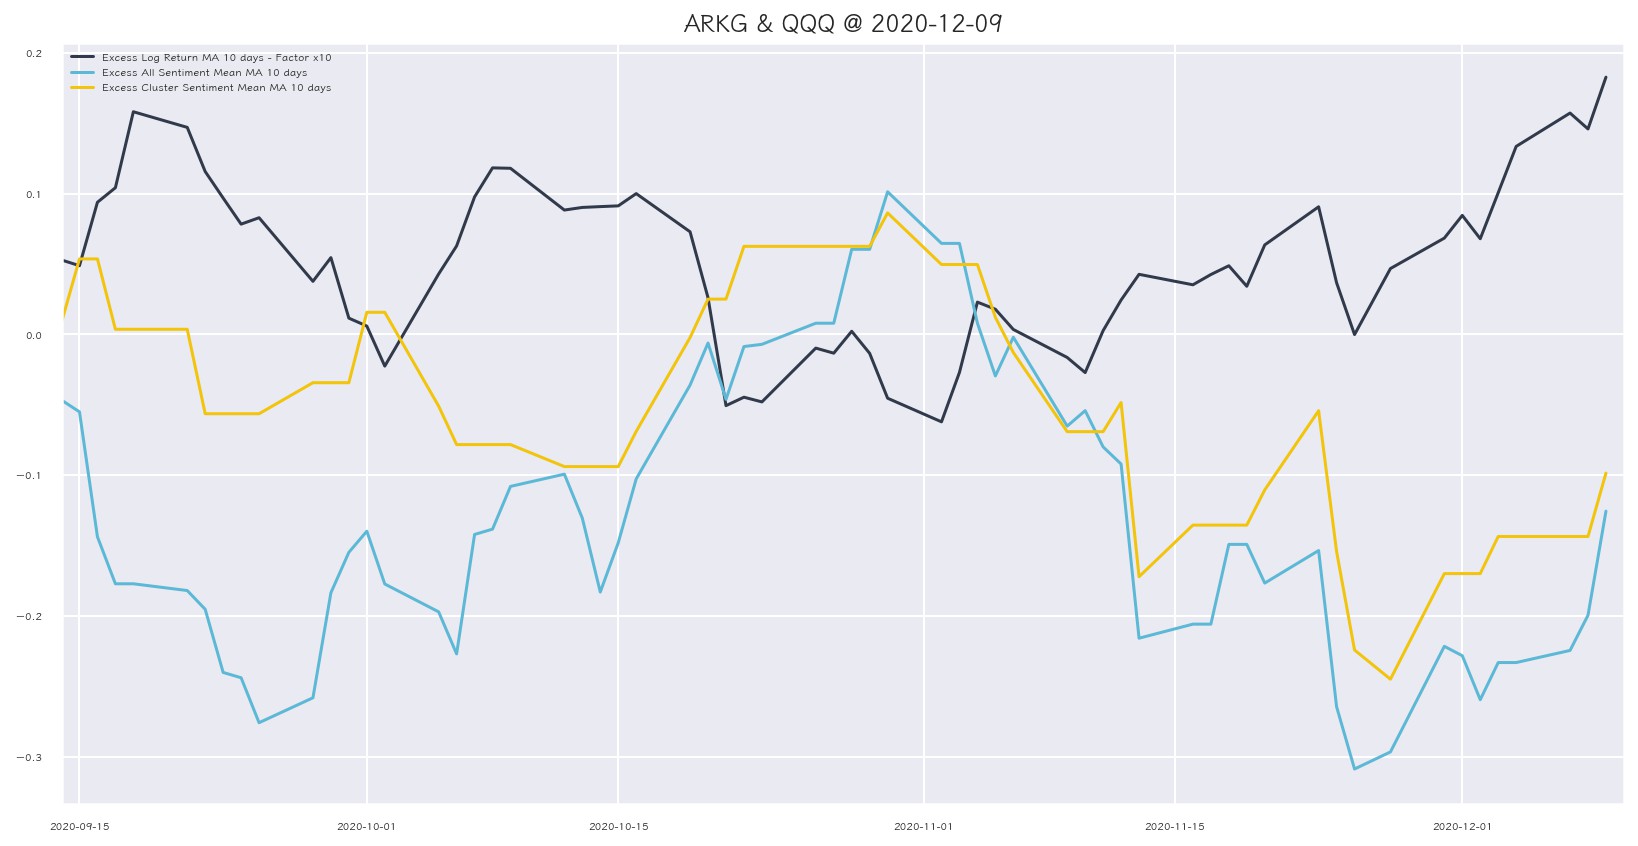 ARKG & QQQ @ 2020-12-09
0.2
0.1
0.0
−0.1
−0.2
−0.3
Excess Log Return MA 10 days - Factor x10
Excess All Sentiment Mean MA 10 days
Excess Cluster Sentiment Mean MA 10 days
2020-09-15 2020-10-01 2020-10-15 2020-11-01 2020-11-15 2020-12-01